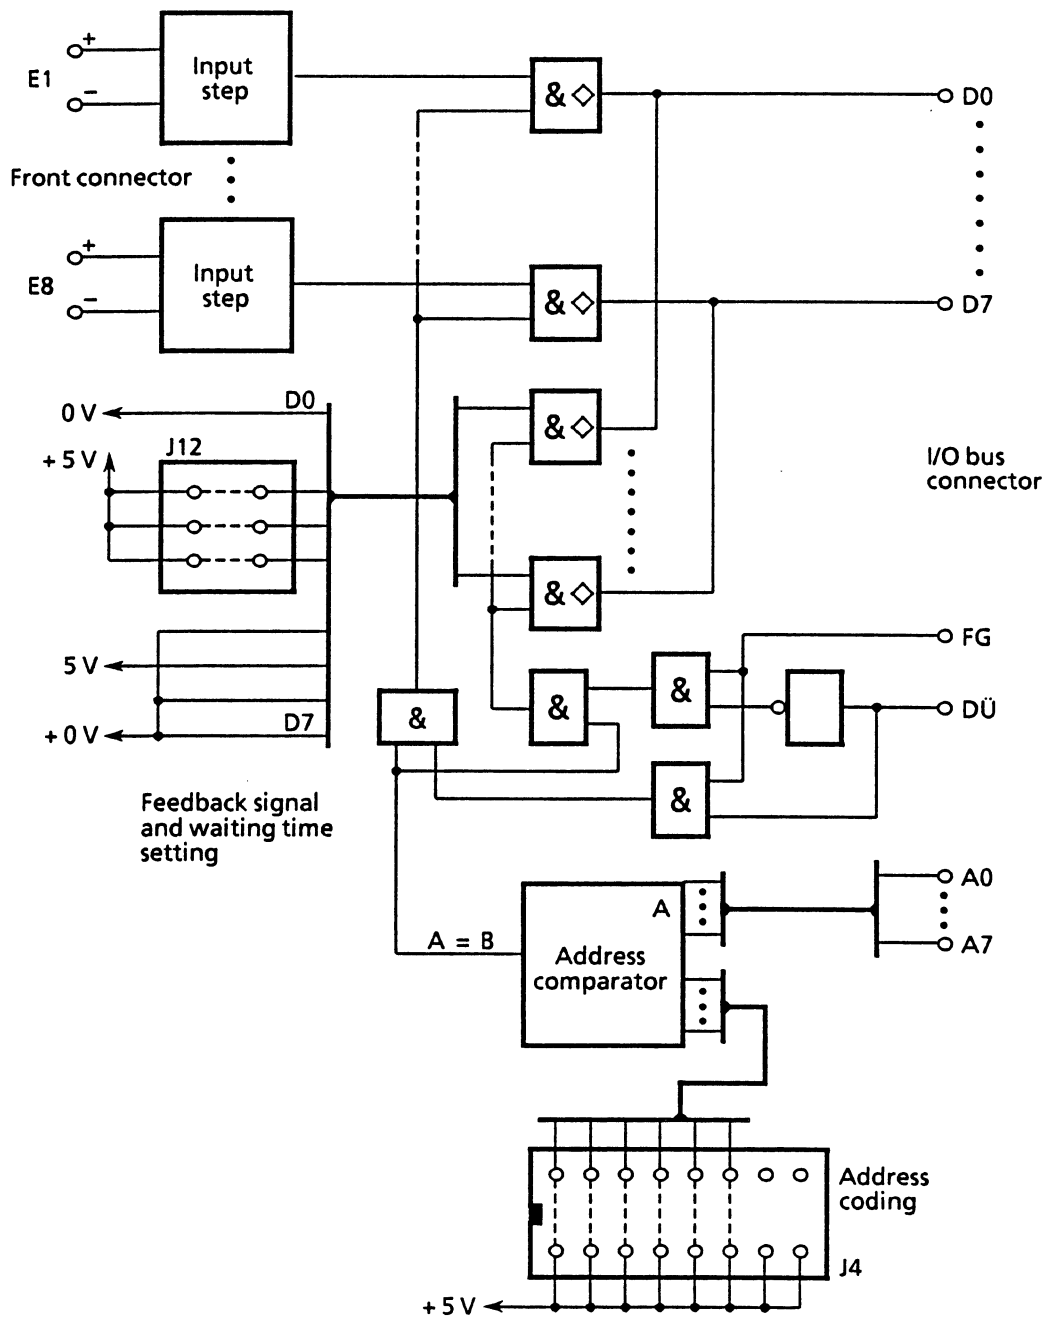 +
E1
−
Input
step
& ◇
D0
Front connector
+
E8
−
Input
step
& ◇
D7
D0
0 V
J12
+ 5 V
& ◇
I/O bus
connector
& ◇
FG
5 V
&
&
DÜ
D7
+ 0 V
&
&
Feedback signal
and waiting time
setting
A = B
A
Address
comparator
A0
A7
Address
coding
J4
+ 5 V